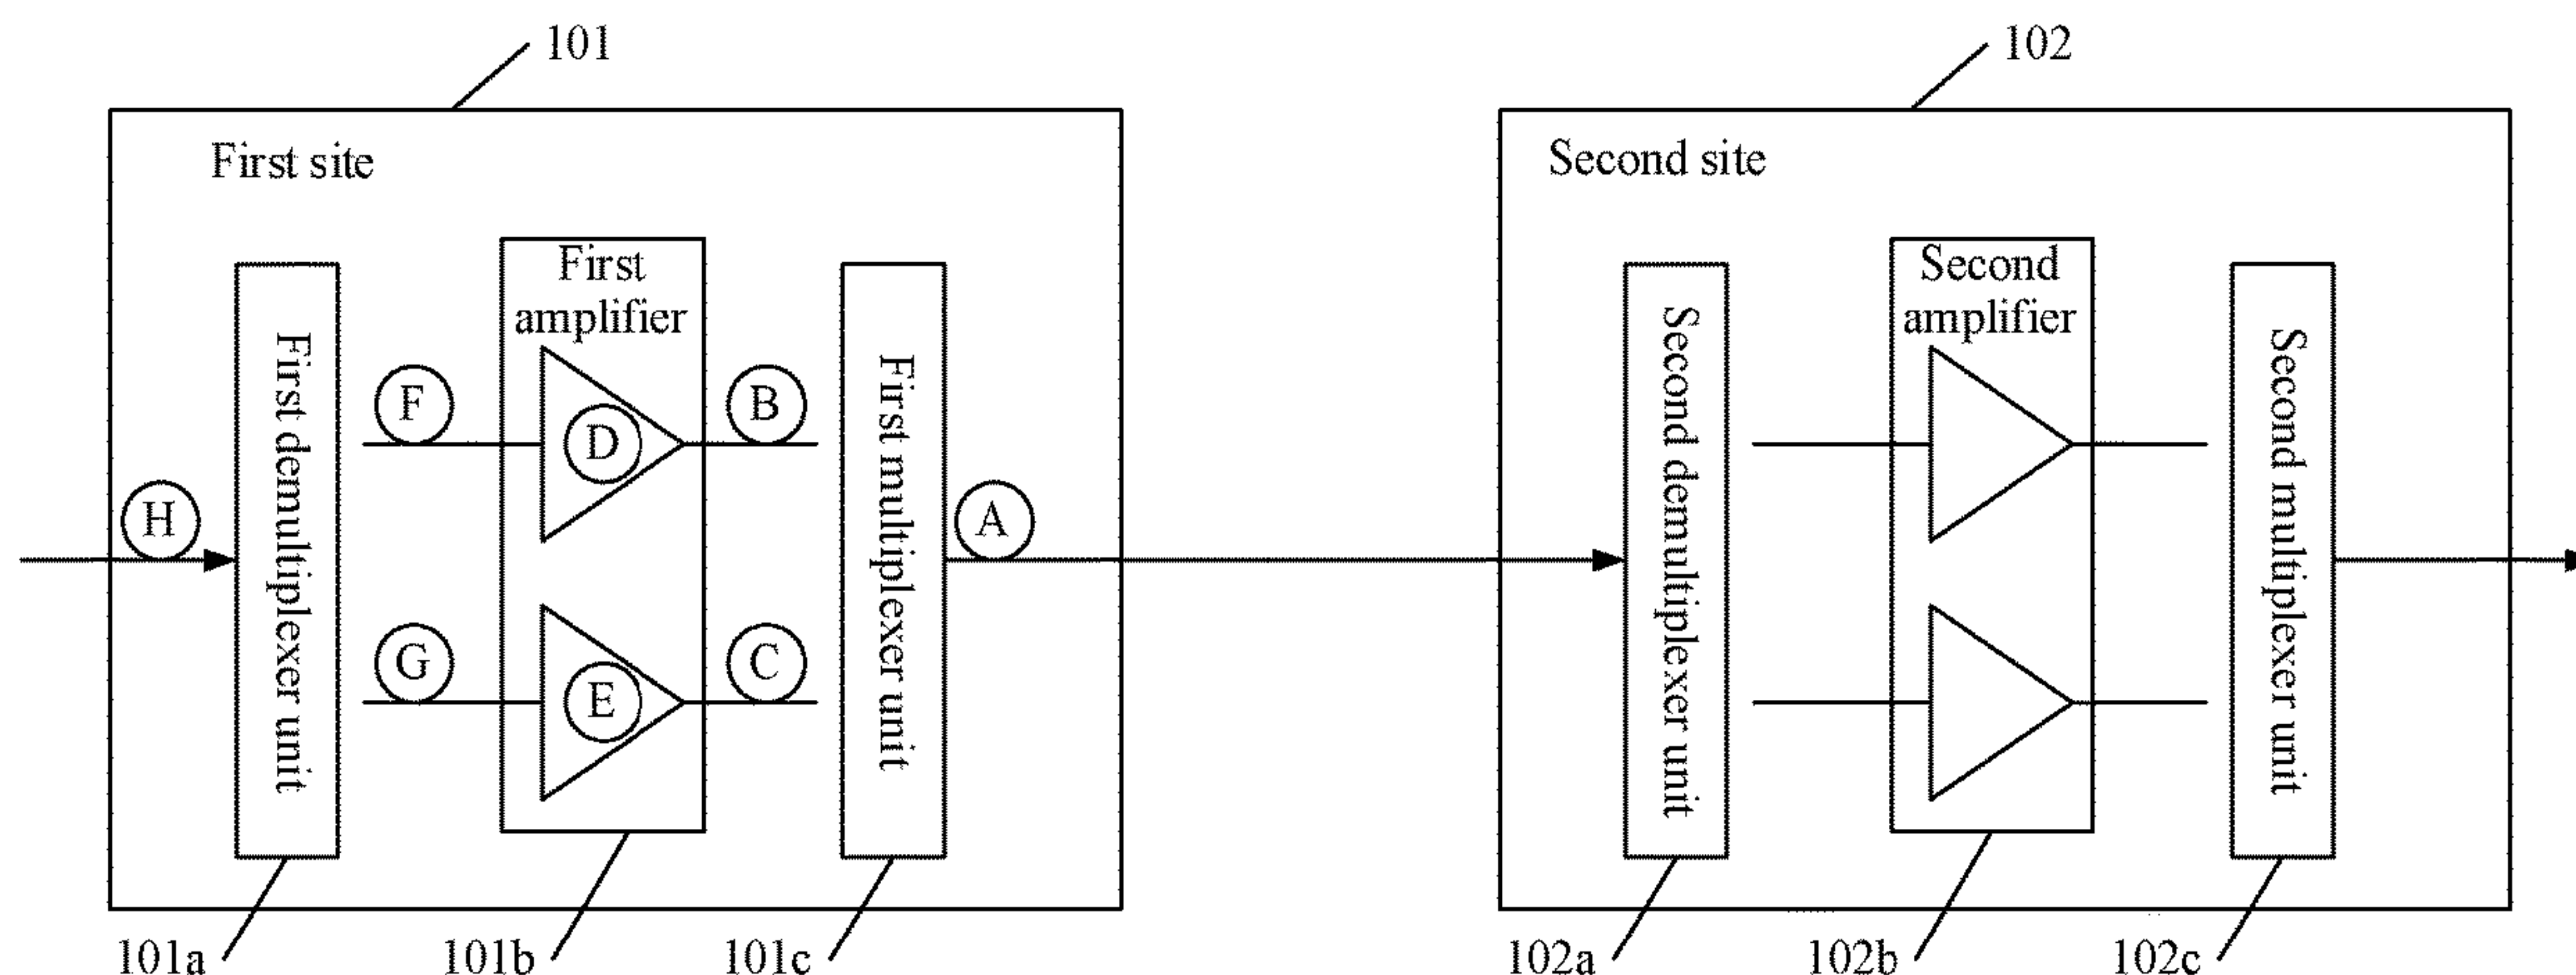 101
102
First site
Second site
First
amplifier
Second
amplifier
First demultiplexer unit
F
D
B
First multiplexer unit
H
A
G
E
C
Second demultiplexer unit
Second multiplexer unit
101a
101b
101c
102a
102b
102c